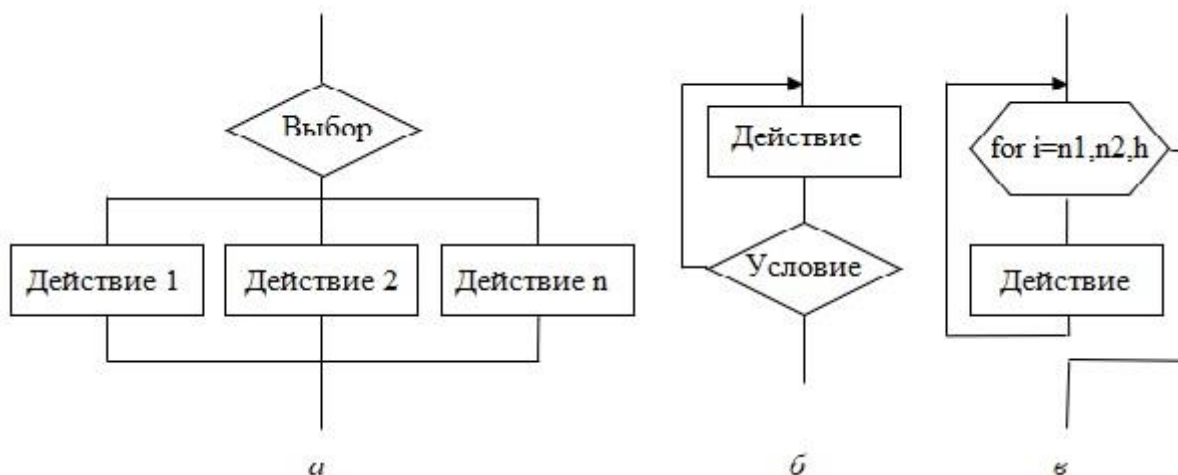 Выбор
Действие 1
Действие 2
Действие n
а
Действие
Условие
б
for i=n1,n2,h
Действие
в